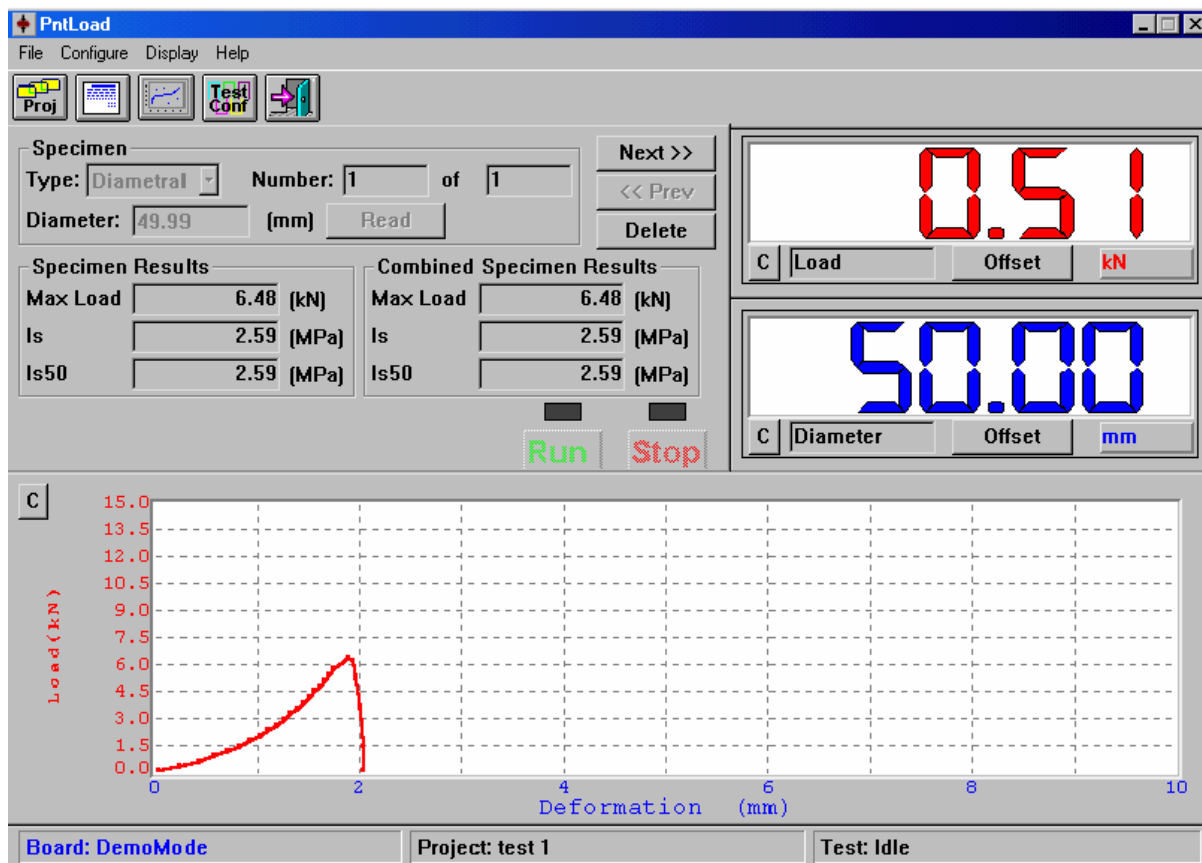 PntLoad
File Configure Display Help
Proj Test Conf
Specimen
Type: Diametral Number: 1 of 1
Diameter: 49.99 (mm) Read
Next >>
<< Prev
Delete
Specimen Results
Max Load 6.48 (kN)
Is 2.59 (MPa)
Is50 2.59 (MPa)
Combined Specimen Results
Max Load 6.48 (kN)
Is 2.59 (MPa)
Is50 2.59 (MPa)
Run Stop
0.51
C Load Offset kN
50.00
C Diameter Offset mm
C
Load(kN)
15.0
13.5
12.0
10.5
9.0
7.5
6.0
4.5
3.0
1.5
0.0
0 2 4 6 8 10
Deformation (mm)
Board: DemoMode Project: test 1 Test: Idle